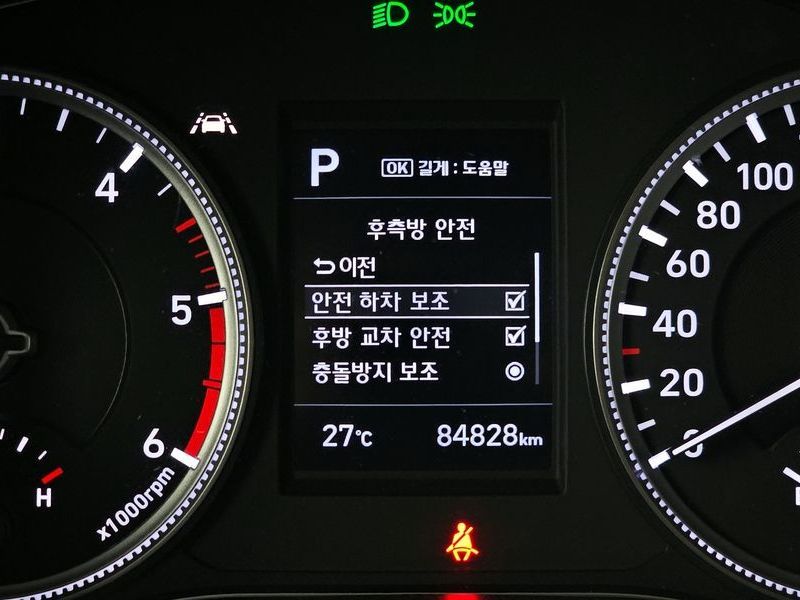 P OK 길게 : 도움말
후측방 안전
이전
안전 하차 보조
후방 교차 안전
충돌방지 보조
27°C 84828km
4
5
6
x1000rpm
H
100
80
60
40
20
0